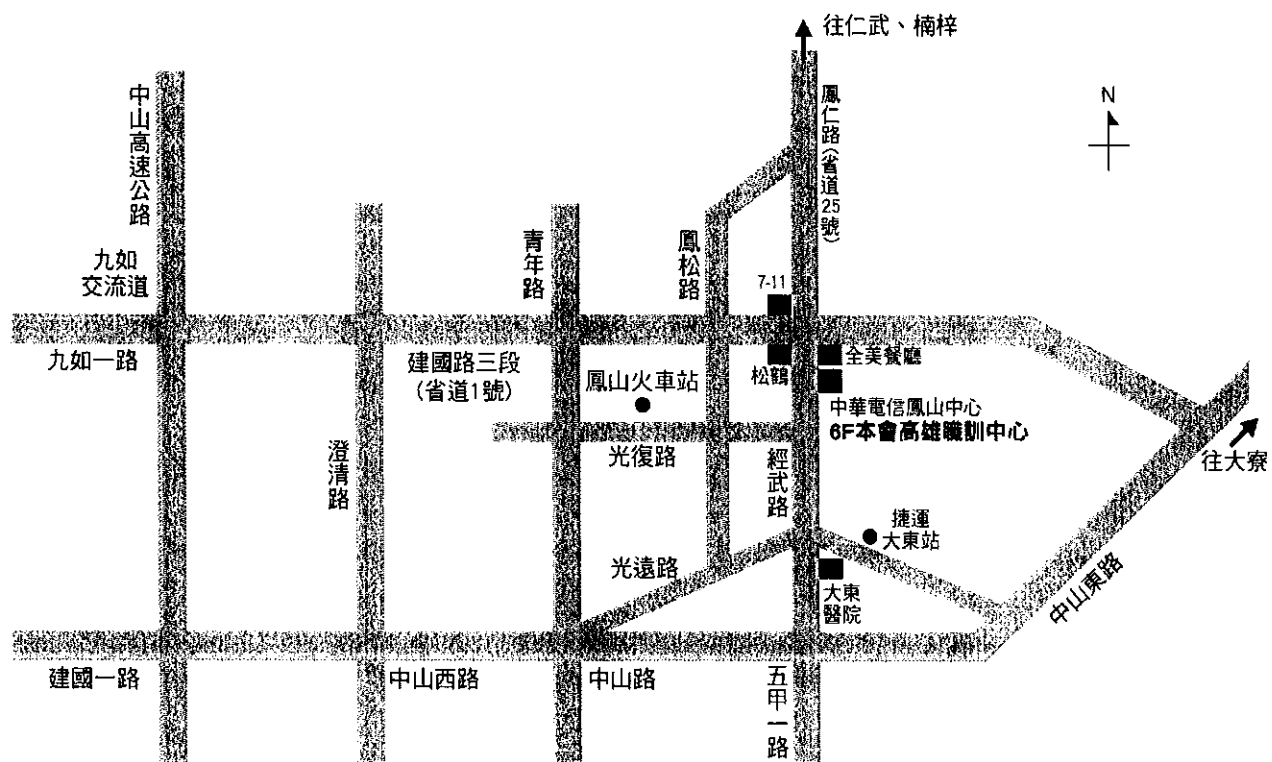 往仁武、楠梓
N
中山高速公路
鳳仁路(省道25號)
青年路
鳳松路
九如
交流道
7-11
九如一路
建國路三段
(省道1號)
鳳山火車站
松鶴
全美餐廳
中華電信鳳山中心
6F本會高雄職訓中心
澄清路
光復路
經武路
往大寮
捷運
大東站
光遠路
大東
醫院
中山東路
建國一路
中山西路
中山路
五甲一路